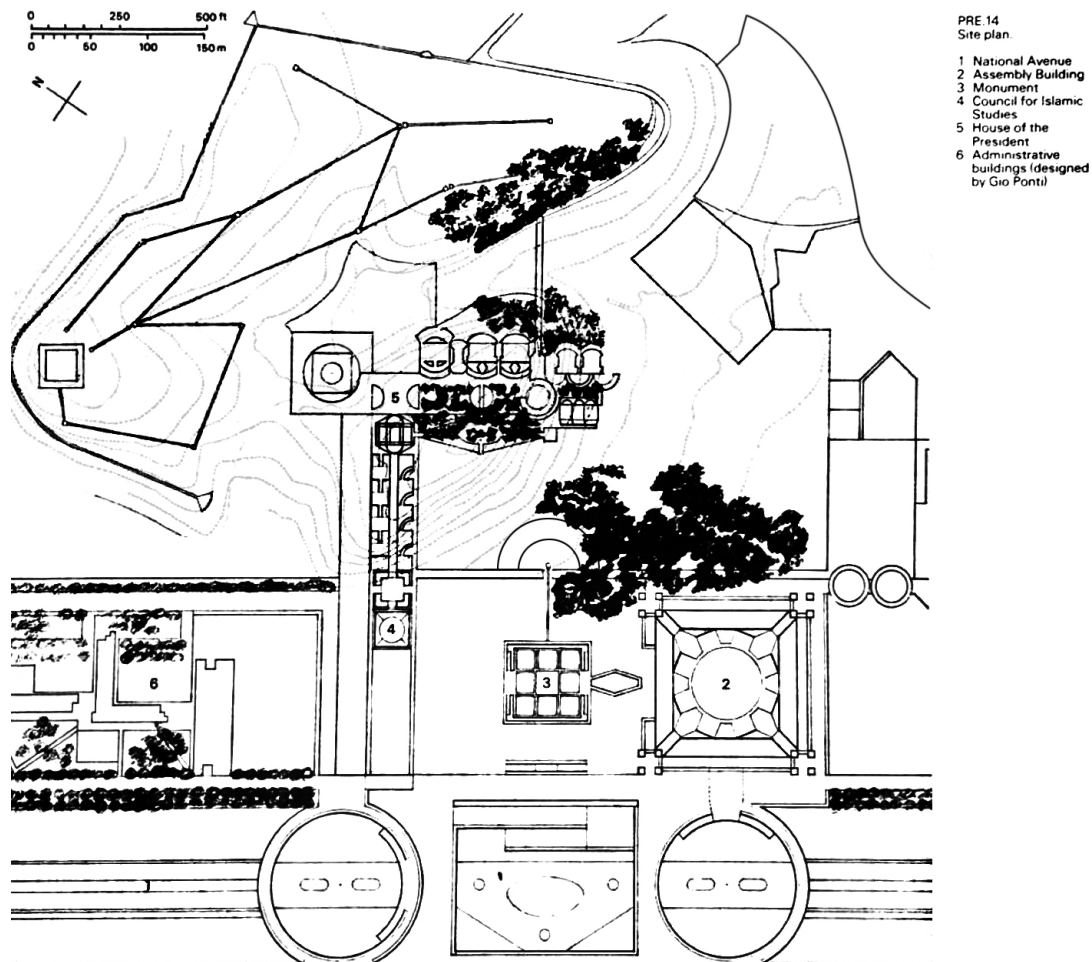 0 250 500 ft
0 50 100 150 m
N
PRE.14
Site plan.
1 National Avenue
2 Assembly Building
3 Monument
4 Council for Islamic
Studies
5 House of the
President
6 Administrative
buildings (designed
by Gio Ponti)
5
4
6
3
2